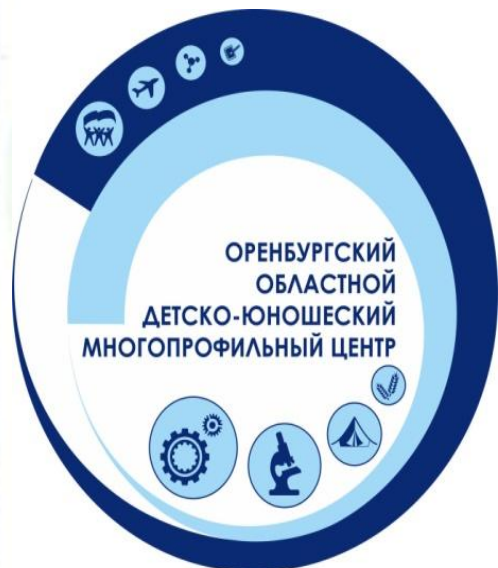 ОРЕНБУРГСКИЙ
ОБЛАСТНОЙ
ДЕТСКО-ЮНОШЕСКИЙ
МНОГОПРОФИЛЬНЫЙ ЦЕНТР